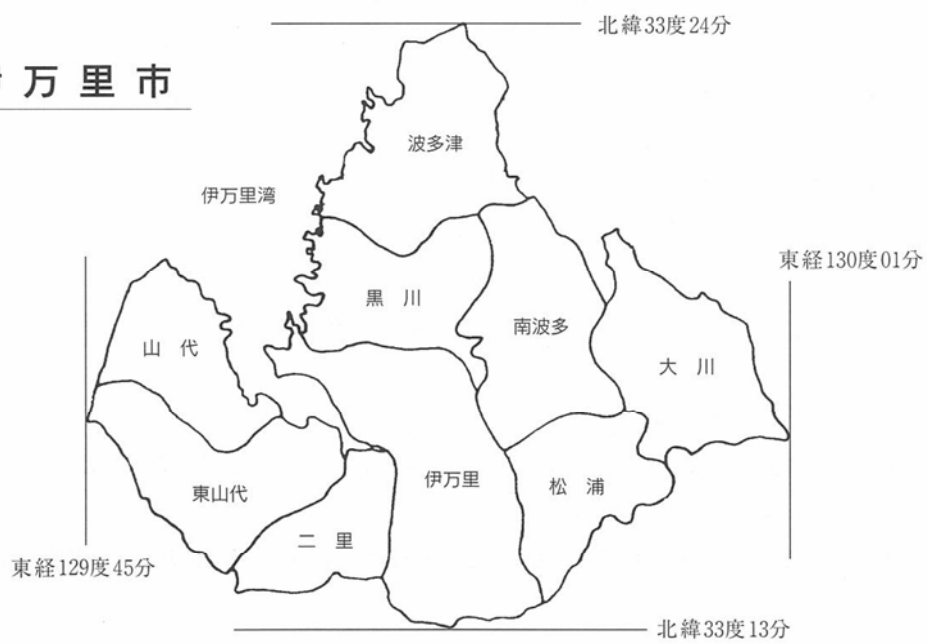 北緯33度24分
万里市
波多津
伊万里湾
東経130度01分
黒川
南波多
山代
大川
伊万里
松浦
東山代
二里
東経129度45分
北緯33度13分